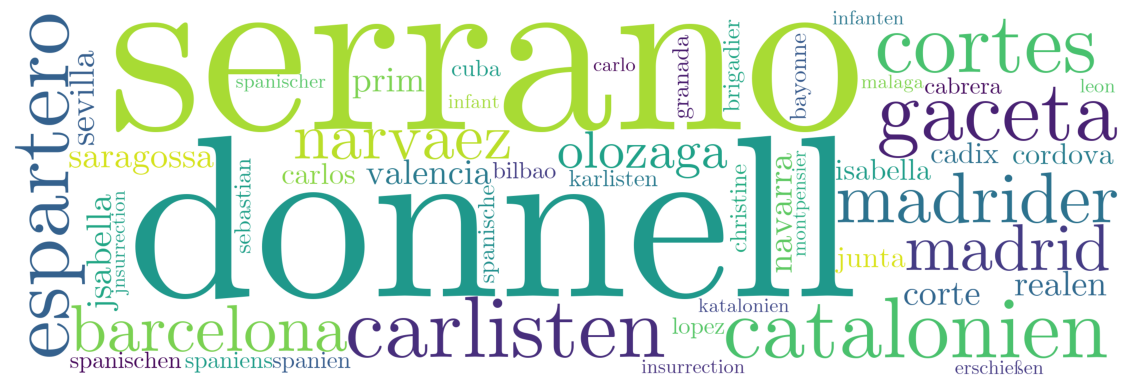 serrano
donnell
espartero
sevilla
spanischer
prim
cuba
infant
carlo
granada
brigadier
bayonne
infanten
cortes
malaga
cabrera
leon
gaceta
narvaez
saragossa
carlos
valencia
bilbao
olozaga
karlisten
isabella
cadix
cordova
jsabella
jnsurrection
sebastian
spanische
christine
navarra
montpensier
madrider
junta
madrid
corte
realen
barcelona
carlisten
katalonien
lopez
catalonien
spanischen
spaniens
spanien
insurrection
erschießen